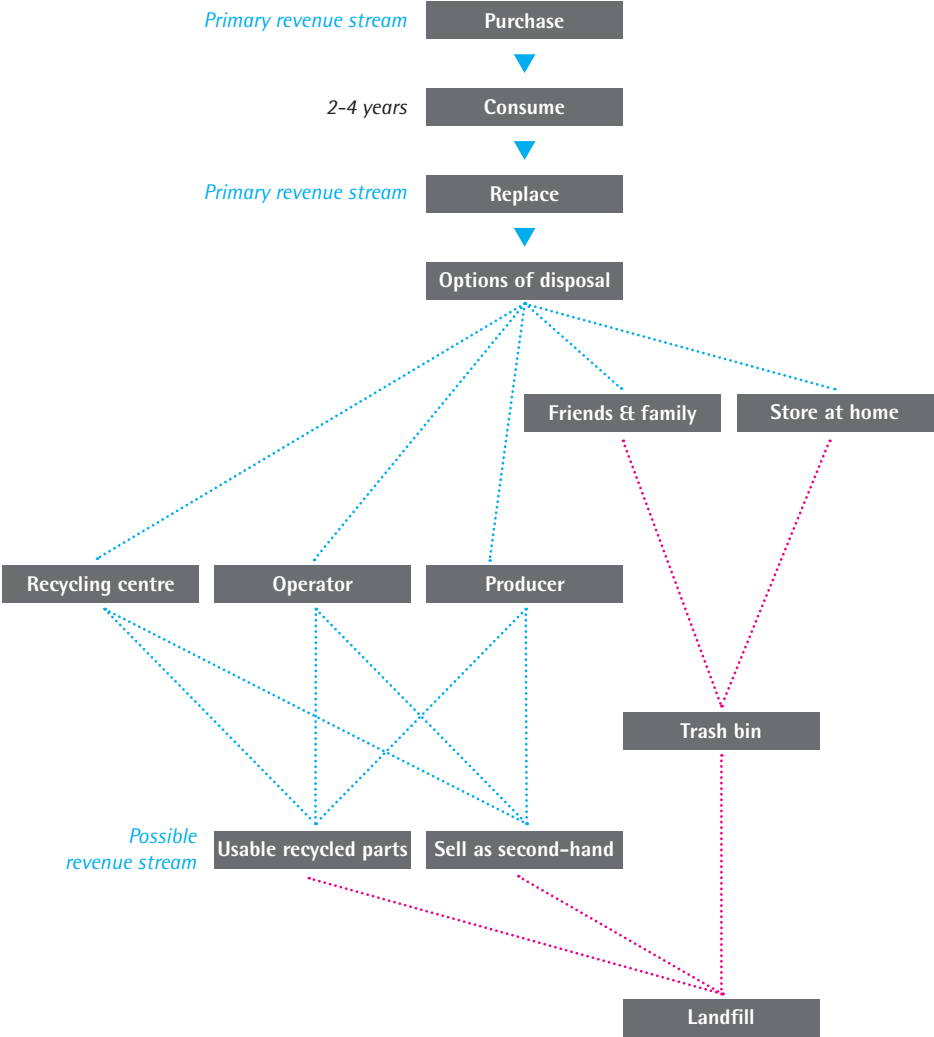 Primary revenue stream
Purchase
2-4 years
Consume
Primary revenue stream
Replace
Options of disposal
Friends & family
Store at home
Recycling centre
Operator
Producer
Trash bin
Possible
revenue stream
Usable recycled parts
Sell as second-hand
Landfill